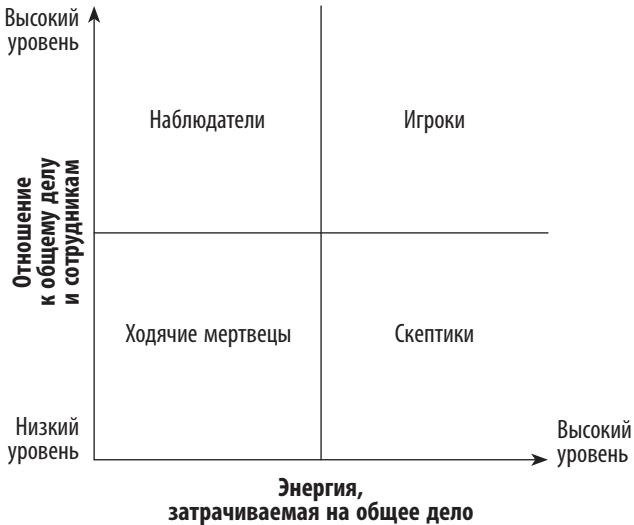 Высокий
уровень
Наблюдатели
Игроки
Отношение
к общему делу
и сотрудникам
Ходячие мертвецы
Скептики
Низкий
уровень
Высокий
уровень
Энергия,
затрачиваемая на общее дело